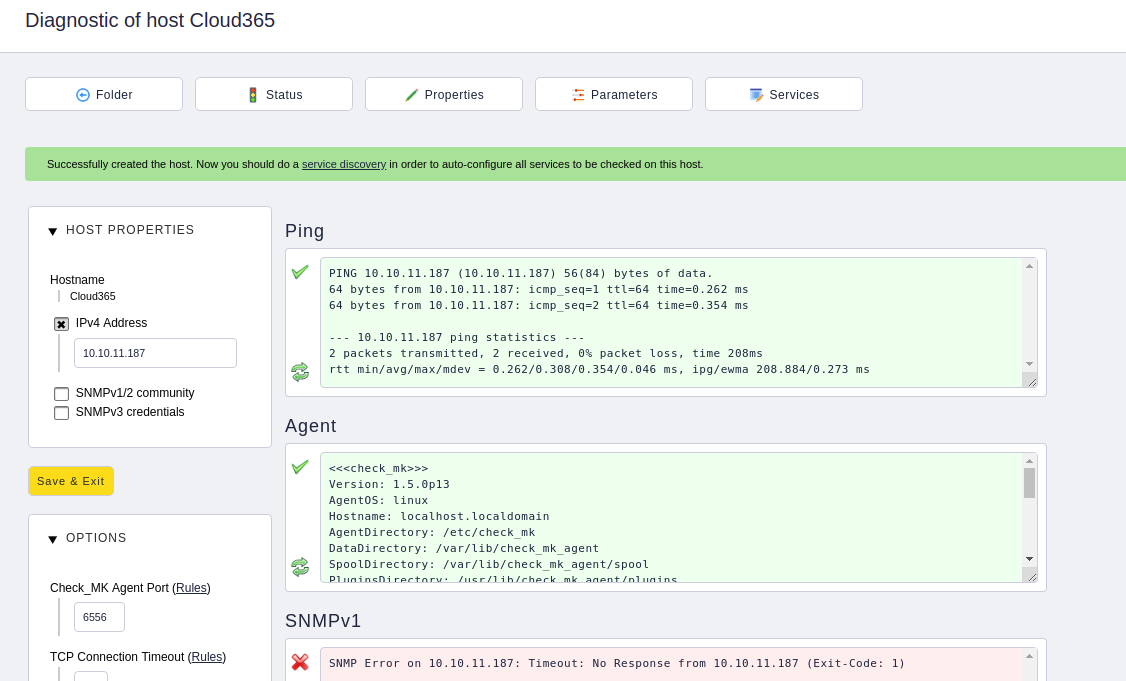 Diagnostic of host Cloud365
Folder
Status
Properties
Parameters
Services
Successfully created the host. Now you should do a service discovery in order to auto-configure all services to be checked on this host.
HOST PROPERTIES
Hostname
Cloud365
IPv4 Address
10.10.11.187
SNMPv1/2 community
SNMPv3 credentials
Save & Exit
OPTIONS
Check_MK Agent Port (Rules)
6556
TCP Connection Timeout (Rules)
Ping
PING 10.10.11.187 (10.10.11.187) 56(84) bytes of data.
64 bytes from 10.10.11.187: icmp_seq=1 ttl=64 time=0.262 ms
64 bytes from 10.10.11.187: icmp_seq=2 ttl=64 time=0.354 ms
--- 10.10.11.187 ping statistics ---
2 packets transmitted, 2 received, 0% packet loss, time 208ms
rtt min/avg/max/mdev = 0.262/0.308/0.354/0.046 ms, ipg/ewma 208.884/0.273 ms
Agent
<<<check_mk>>>
Version: 1.5.0p13
AgentOS: linux
Hostname: localhost.localdomain
AgentDirectory: /etc/check_mk
DataDirectory: /var/lib/check_mk_agent
SpoolDirectory: /var/lib/check_mk_agent/spool
PluginsDirectory: /usr/lib/check_mk_agent/plugins
SNMPv1
SNMP Error on 10.10.11.187: Timeout: No Response from 10.10.11.187 (Exit-Code: 1)